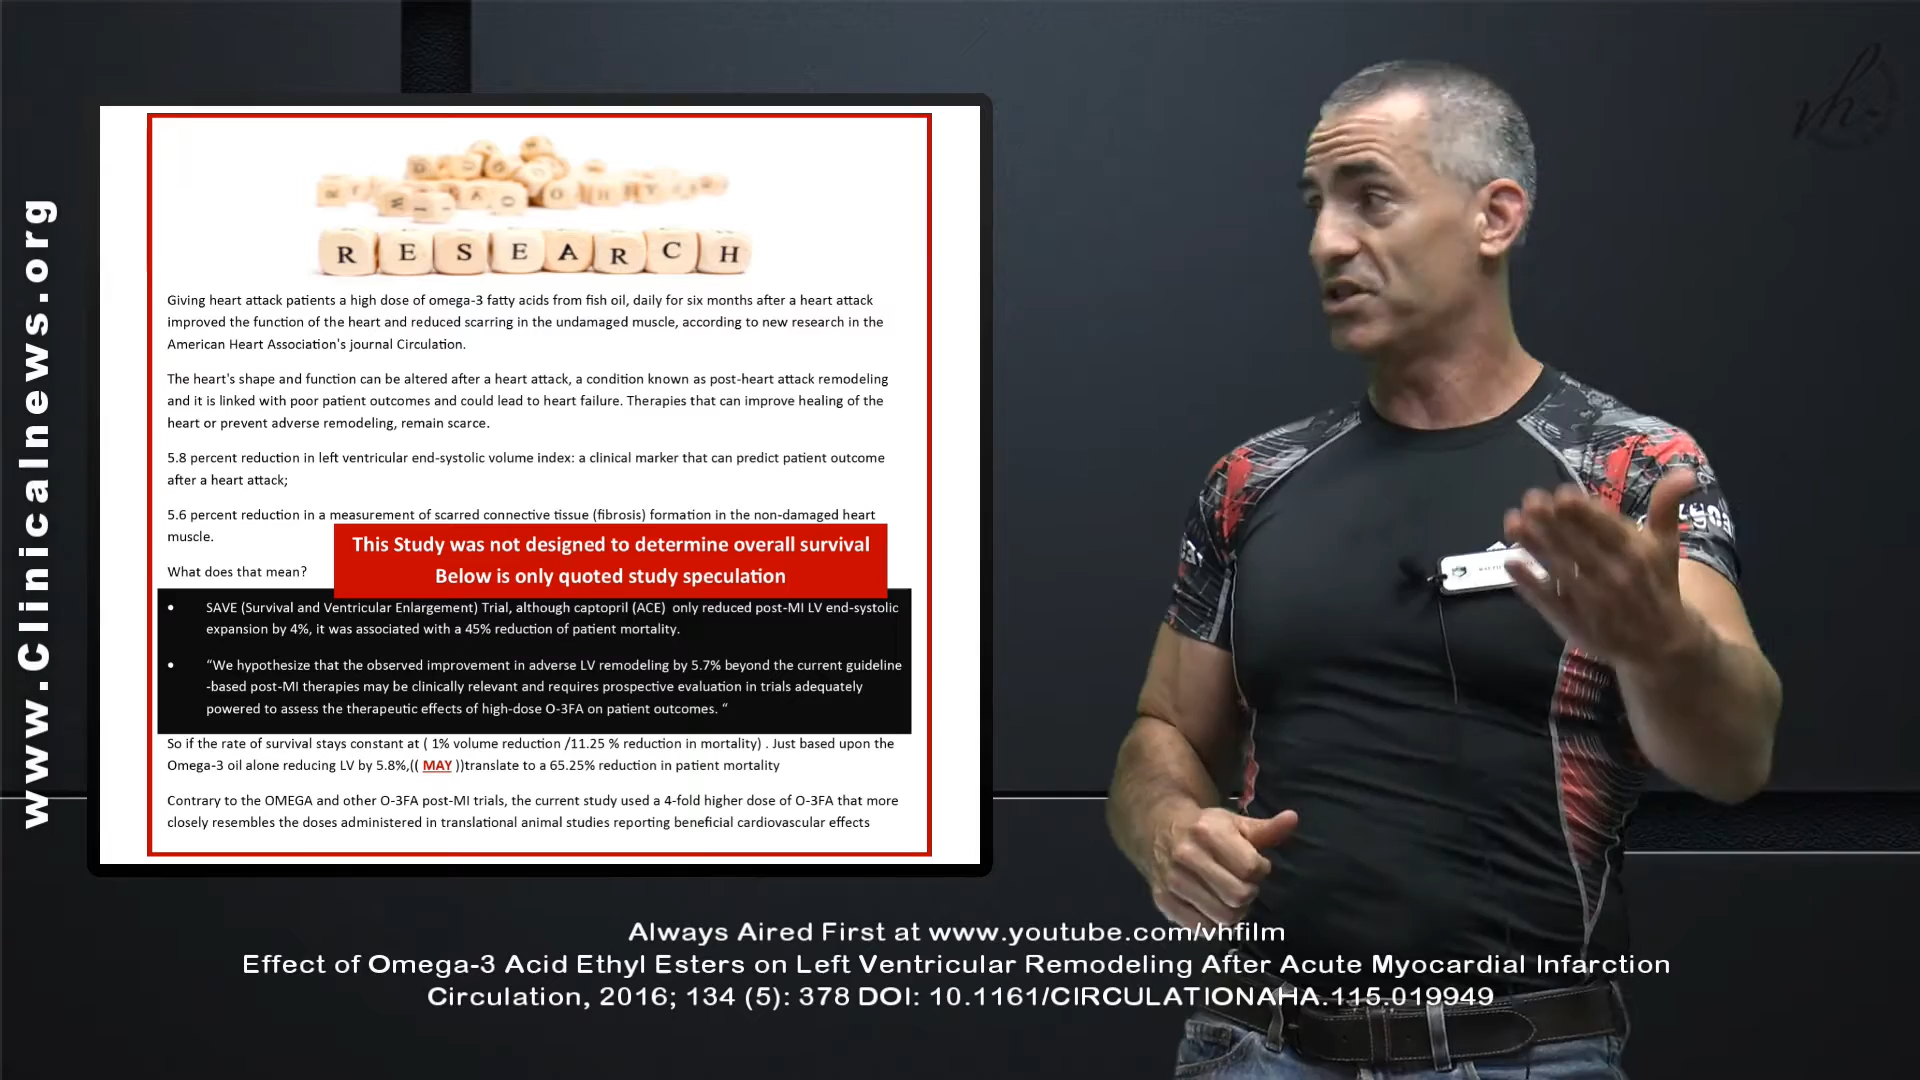 www.Clinicalnews.org
vh
RESEARCH
Giving heart attack patients a high dose of omega-3 fatty acids from fish oil, daily for six months after a heart attack
improved the function of the heart and reduced scarring in the undamaged muscle, according to new research in the
American Heart Association's journal Circulation.
The heart's shape and function can be altered after a heart attack, a condition known as post-heart attack remodeling
and it is linked with poor patient outcomes and could lead to heart failure. Therapies that can improve healing of the
heart or prevent adverse remodeling, remain scarce.
5.8 percent reduction in left ventricular end-systolic volume index: a clinical marker that can predict patient outcome
after a heart attack;
5.6 percent reduction in a measurement of scarred connective tissue (fibrosis) formation in the non-damaged heart
muscle.
This Study was not designed to determine overall survival
Below is only quoted study speculation
What does that mean?
• SAVE (Survival and Ventricular Enlargement) Trial, although captopril (ACE) only reduced post-MI LV end-systolic
expansion by 4%, it was associated with a 45% reduction of patient mortality.
• “We hypothesize that the observed improvement in adverse LV remodeling by 5.7% beyond the current guideline
-based post-MI therapies may be clinically relevant and requires prospective evaluation in trials adequately
powered to assess the therapeutic effects of high-dose O-3FA on patient outcomes. “
So if the rate of survival stays constant at ( 1% volume reduction /11.25 % reduction in mortality) . Just based upon the
Omega-3 oil alone reducing LV by 5.8%,(( MAY ))translate to a 65.25% reduction in patient mortality
Contrary to the OMEGA and other O-3FA post-MI trials, the current study used a 4-fold higher dose of O-3FA that more
closely resembles the doses administered in translational animal studies reporting beneficial cardiovascular effects
Always Aired First at www.youtube.com/vhfilm
Effect of Omega-3 Acid Ethyl Esters on Left Ventricular Remodeling After Acute Myocardial Infarction
Circulation, 2016; 134 (5): 378 DOI: 10.1161/CIRCULATIONAHA.115.019949